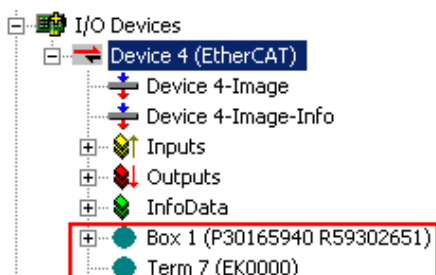 I/O Devices
Device 4 (EtherCAT)
Device 4-Image
Device 4-Image-Info
Inputs
Outputs
InfoData
Box 1 (P30165940 R59302651)
Term 7 (EK0000)